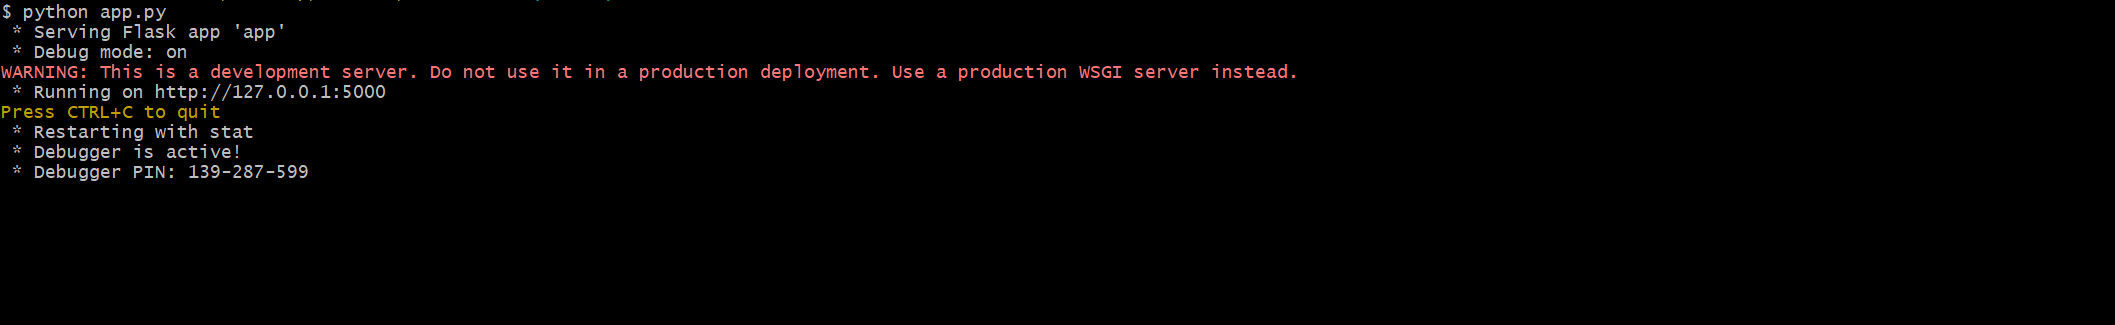 $ python app.py
 * Serving Flask app 'app'
 * Debug mode: on
WARNING: This is a development server. Do not use it in a production deployment. Use a production WSGI server instead.
 * Running on http://127.0.0.1:5000
Press CTRL+C to quit
 * Restarting with stat
 * Debugger is active!
 * Debugger PIN: 139-287-599